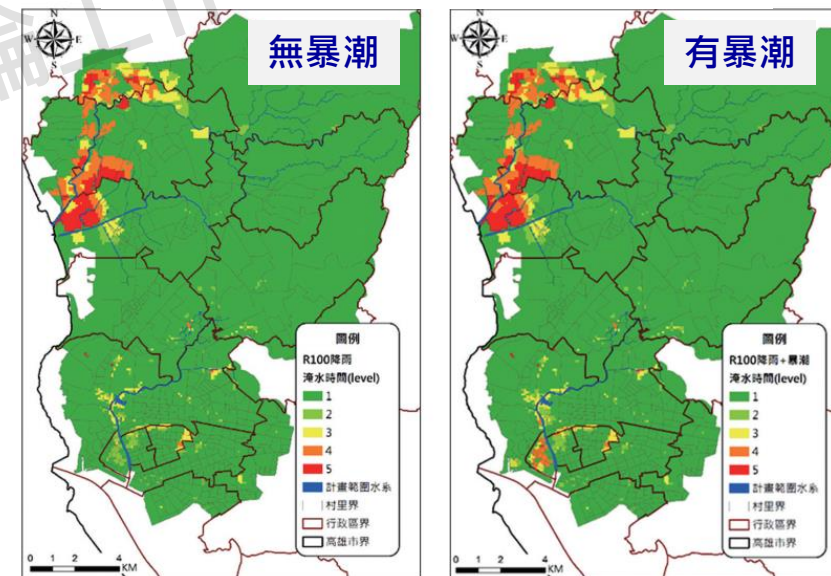 無暴潮
N
W
E
S
圖例
R100降雨
淹水時間(level)
1
2
3
4
5
計畫範圍水系
村里界
行政區界
高雄市界
0 1 2 4
KM
有暴潮
N
W
E
S
圖例
R100降雨+暴潮
淹水時間(level)
1
2
3
4
5
計畫範圍水系
村里界
行政區界
高雄市界
0 1 2 4
KM